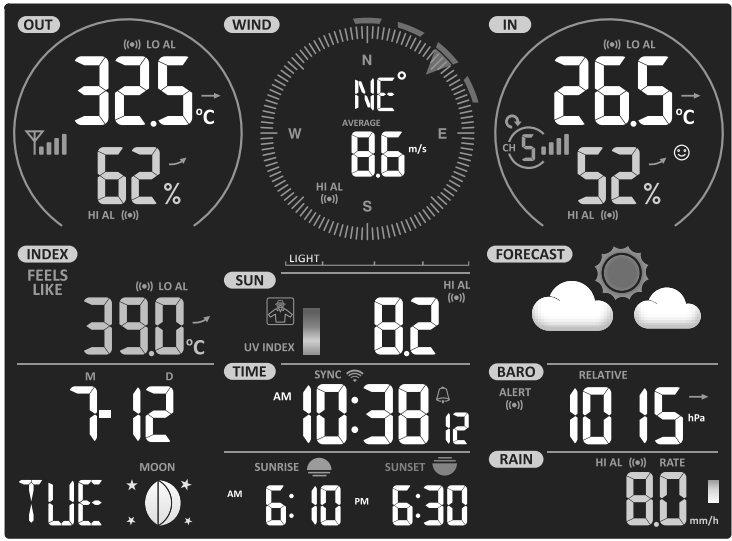 OUT
((•)) LO AL
32.5 °C
62 %
HI AL ((•))
WIND
N
NE°
AVERAGE
W
E
8.6 m/s
HI AL
((•))
S
IN
((•)) LO AL
26.5 °C
CH 5
52 %
HI AL ((•))
INDEX
FEELS
LIKE
((•)) LO AL
39.0 °C
LIGHT
SUN
HI AL
((•))
UV INDEX
8.2
FORECAST
M D
7-12
TUE
MOON
TIME
SYNC
AM 10:38 12
SUNRISE
AM 6:10
SUNSET
PM 6:30
BARO
RELATIVE
ALERT
((•))
1015 hPa
RAIN
HI AL ((•)) RATE
8.0 mm/h